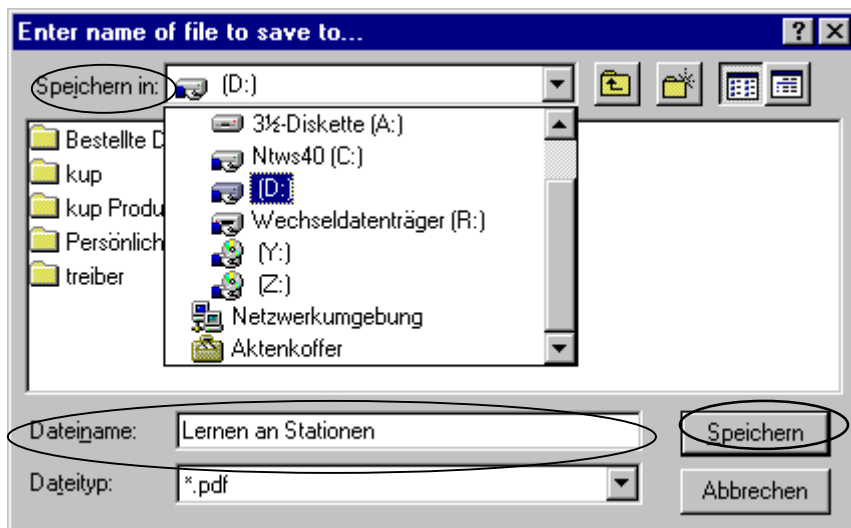 Enter name of file to save to...
Speichern in:
(D:)
3½-Diskette (A:)
Bestellte D
Ntws40 (C:)
kup
(D:
kup Produ
Wechseldatenträger (R:)
Persönlich
(Y:)
treiber
(Z:)
Netzwerkumgebung
Aktenkoffer
Dateiname:
Lernen an Stationen
Speichern
Dateityp:
*.pdf
Abbrechen